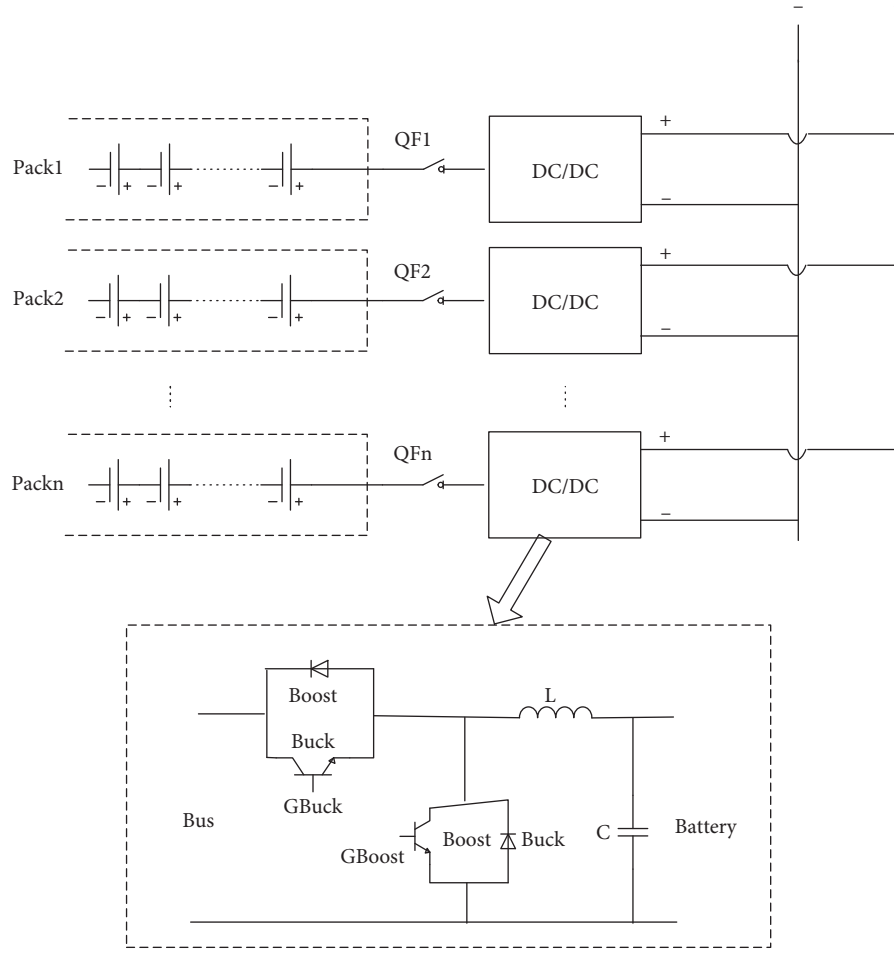 −
Pack1
− + − + − +
QF1
DC/DC
+
−
Pack2
− + − + − +
QF2
DC/DC
+
−
Packn
− + − + − +
QFn
DC/DC
+
−
Boost
L
Buck
GBuck
Bus
GBoost
Boost
Buck
C
Battery